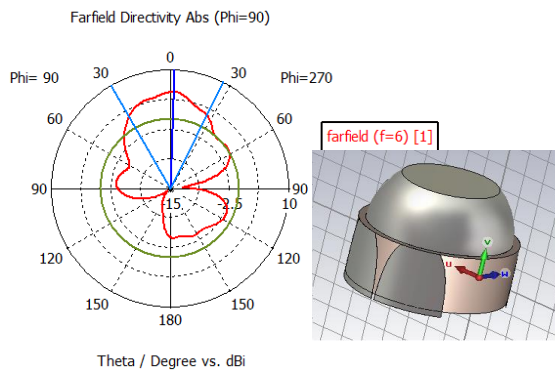 Farfield Directivity Abs (Phi=90)
0
30 30
Phi= 90 Phi=270
60 60
farfield (f=6) [1]
90 -15 -2.5 90 10
120 120
150 150
180
Theta / Degree vs. dBi
U V W